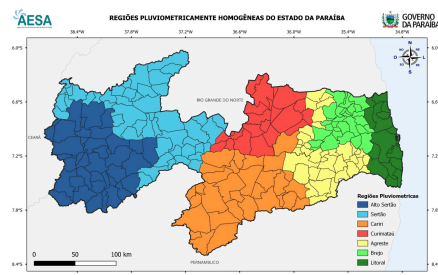 AESA
REGIÕES PLUVIOMETRICAMENTE HOMOGÊNEAS DO ESTADO DA PARAÍBA
GOVERNO
DA PARAÍBA
38.4°W 37.8°W 37.2°W 36.6°W 36.0°W 35.4°W 34.8°W
6.0°S
6.6°S
7.2°S
7.8°S
8.4°S
N
O L
S
RIO GRANDE DO NORTE
CEARÁ
PERNAMBUCO
Regiões Pluviometricas
Alto Sertão
Sertão
Cariri
Curimataú
Agreste
Brejo
Litoral
0 50 100 km